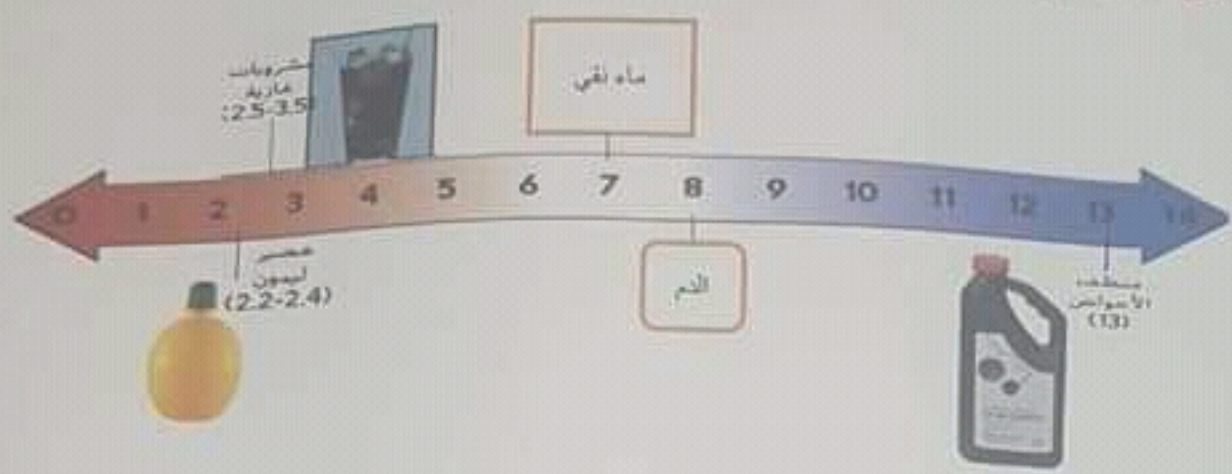 مشروبات
غازية
(2.5-3.5)
ماء نقي
0 1 2 3 4 5 6 7 8 9 10 11 12 13 14
عصير
ليمون
(2.2-2.4)
الدم
منظف
الأحواض
(13)